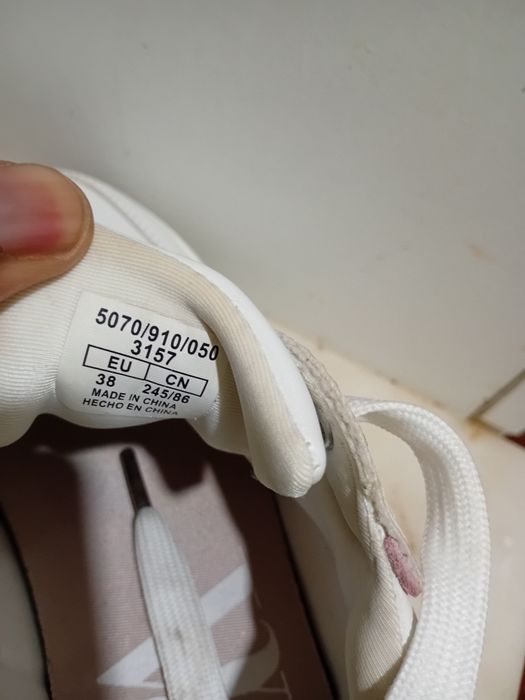 5070/910/050
3157
EU CN
38 245/86
MADE IN CHINA
HECHO EN CHINA